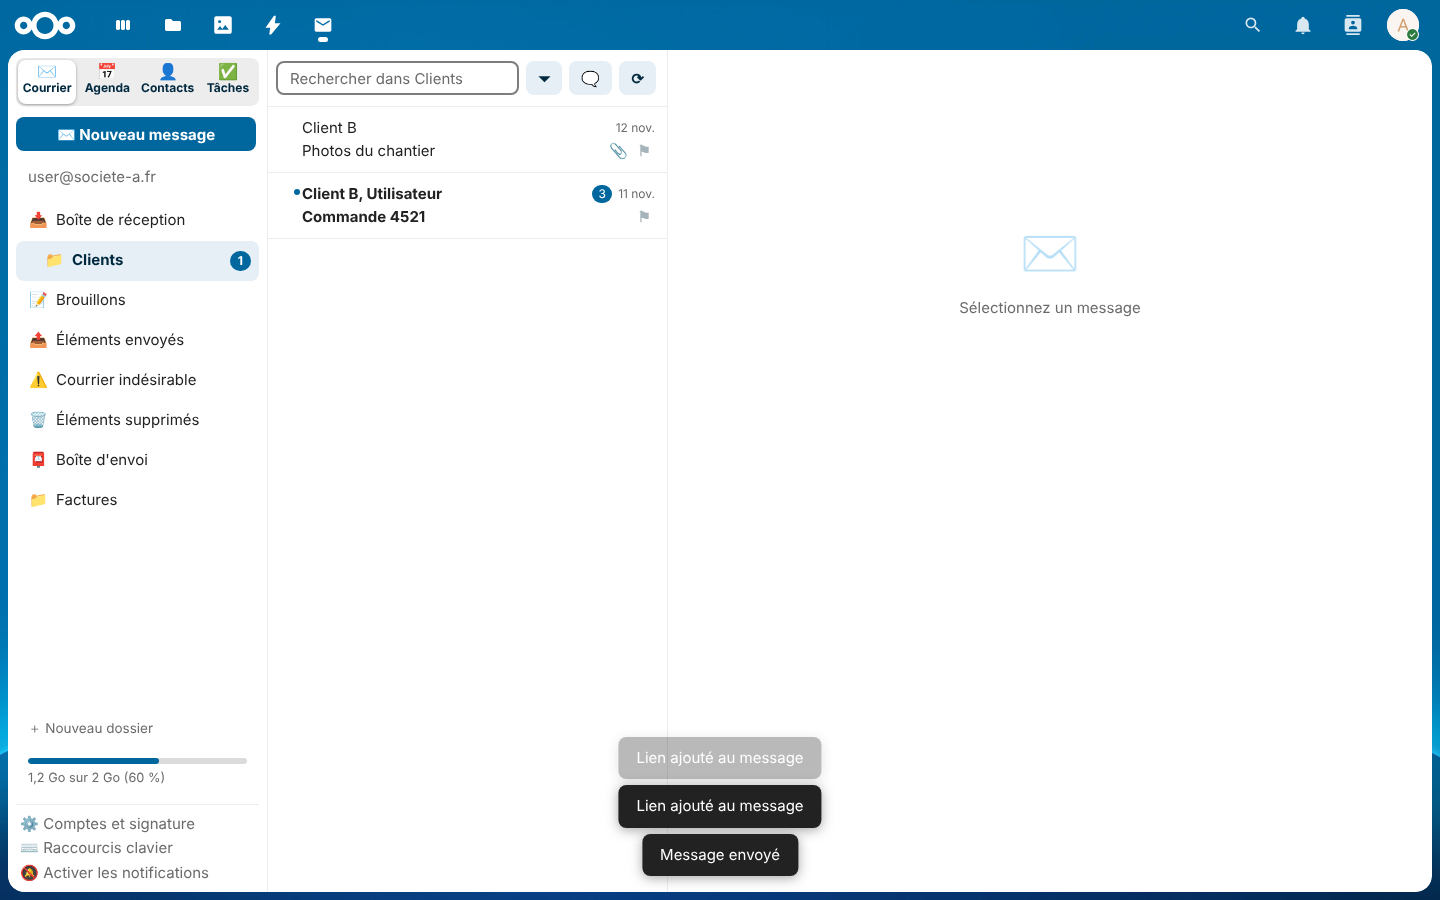 A
Courrier
Agenda
Contacts
Tâches
Nouveau message
user@societe-a.fr
Boîte de réception
Clients 1
Brouillons
Éléments envoyés
Courrier indésirable
Éléments supprimés
Boîte d'envoi
Factures
+ Nouveau dossier
1,2 Go sur 2 Go (60 %)
Comptes et signature
Raccourcis clavier
Activer les notifications
Rechercher dans Clients
Client B 12 nov.
Photos du chantier
Client B, Utilisateur 3 11 nov.
Commande 4521
Sélectionnez un message
Lien ajouté au message
Lien ajouté au message
Message envoyé